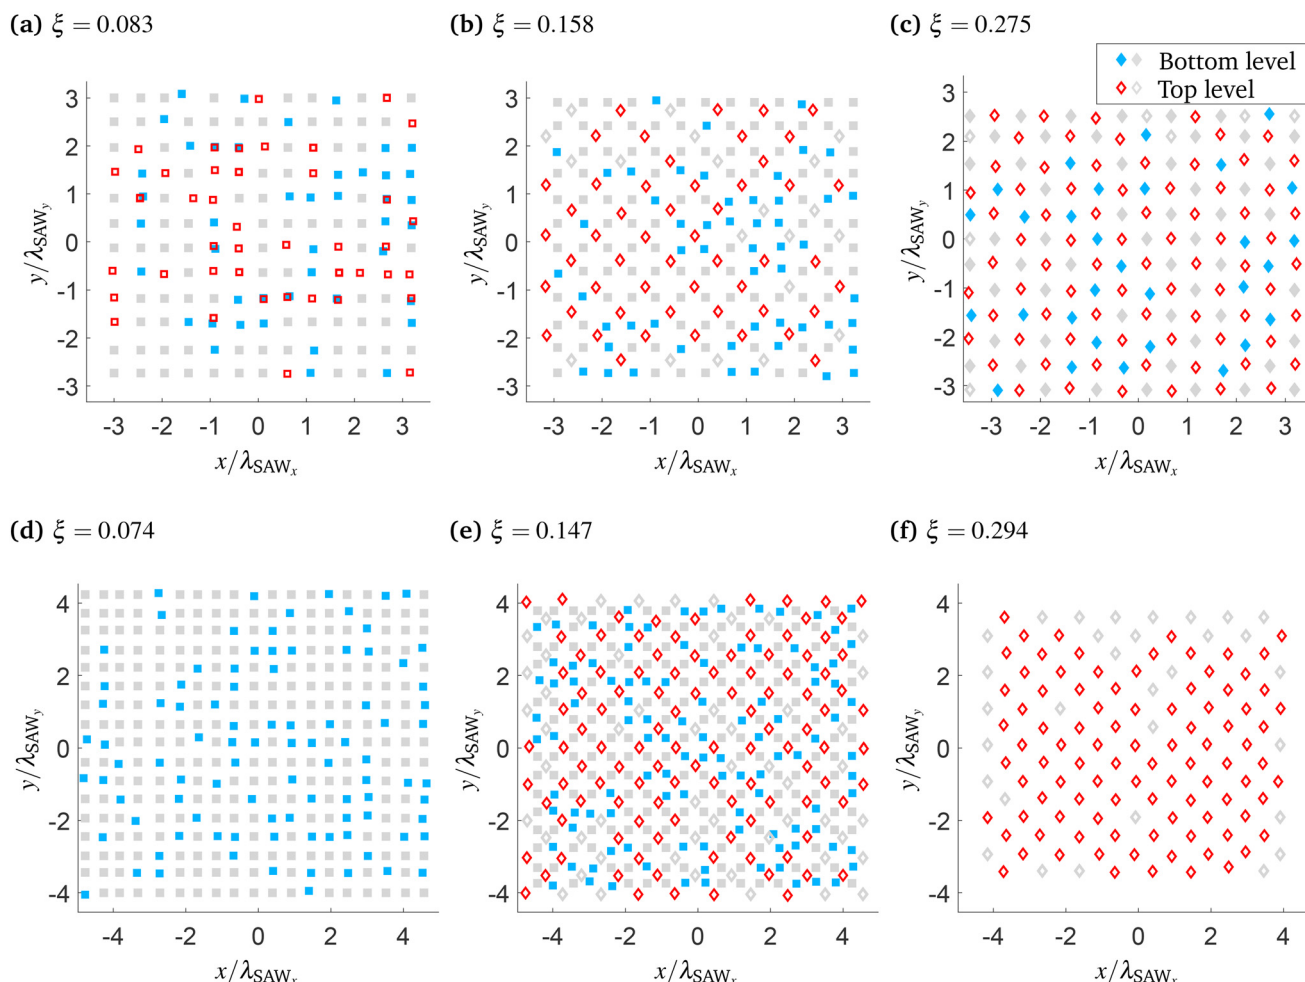 (a) ξ = 0.083
(b) ξ = 0.158
(c) ξ = 0.275
Bottom level
Top level
3
2
1
0
-1
-2
-3
y/λSAWy
-3 -2 -1 0 1 2 3
x/λSAWx
3
2
1
0
-1
-2
-3
y/λSAWy
-3 -2 -1 0 1 2 3
x/λSAWx
3
2
1
0
-1
-2
-3
y/λSAWy
-3 -2 -1 0 1 2 3
x/λSAWx
(d) ξ = 0.074
(e) ξ = 0.147
(f) ξ = 0.294
4
2
0
-2
-4
y/λSAWy
-4 -2 0 2 4
x/λSAWx
4
2
0
-2
-4
y/λSAWy
-4 -2 0 2 4
x/λSAWx
4
2
0
-2
-4
y/λSAWy
-4 -2 0 2 4
x/λSAWx